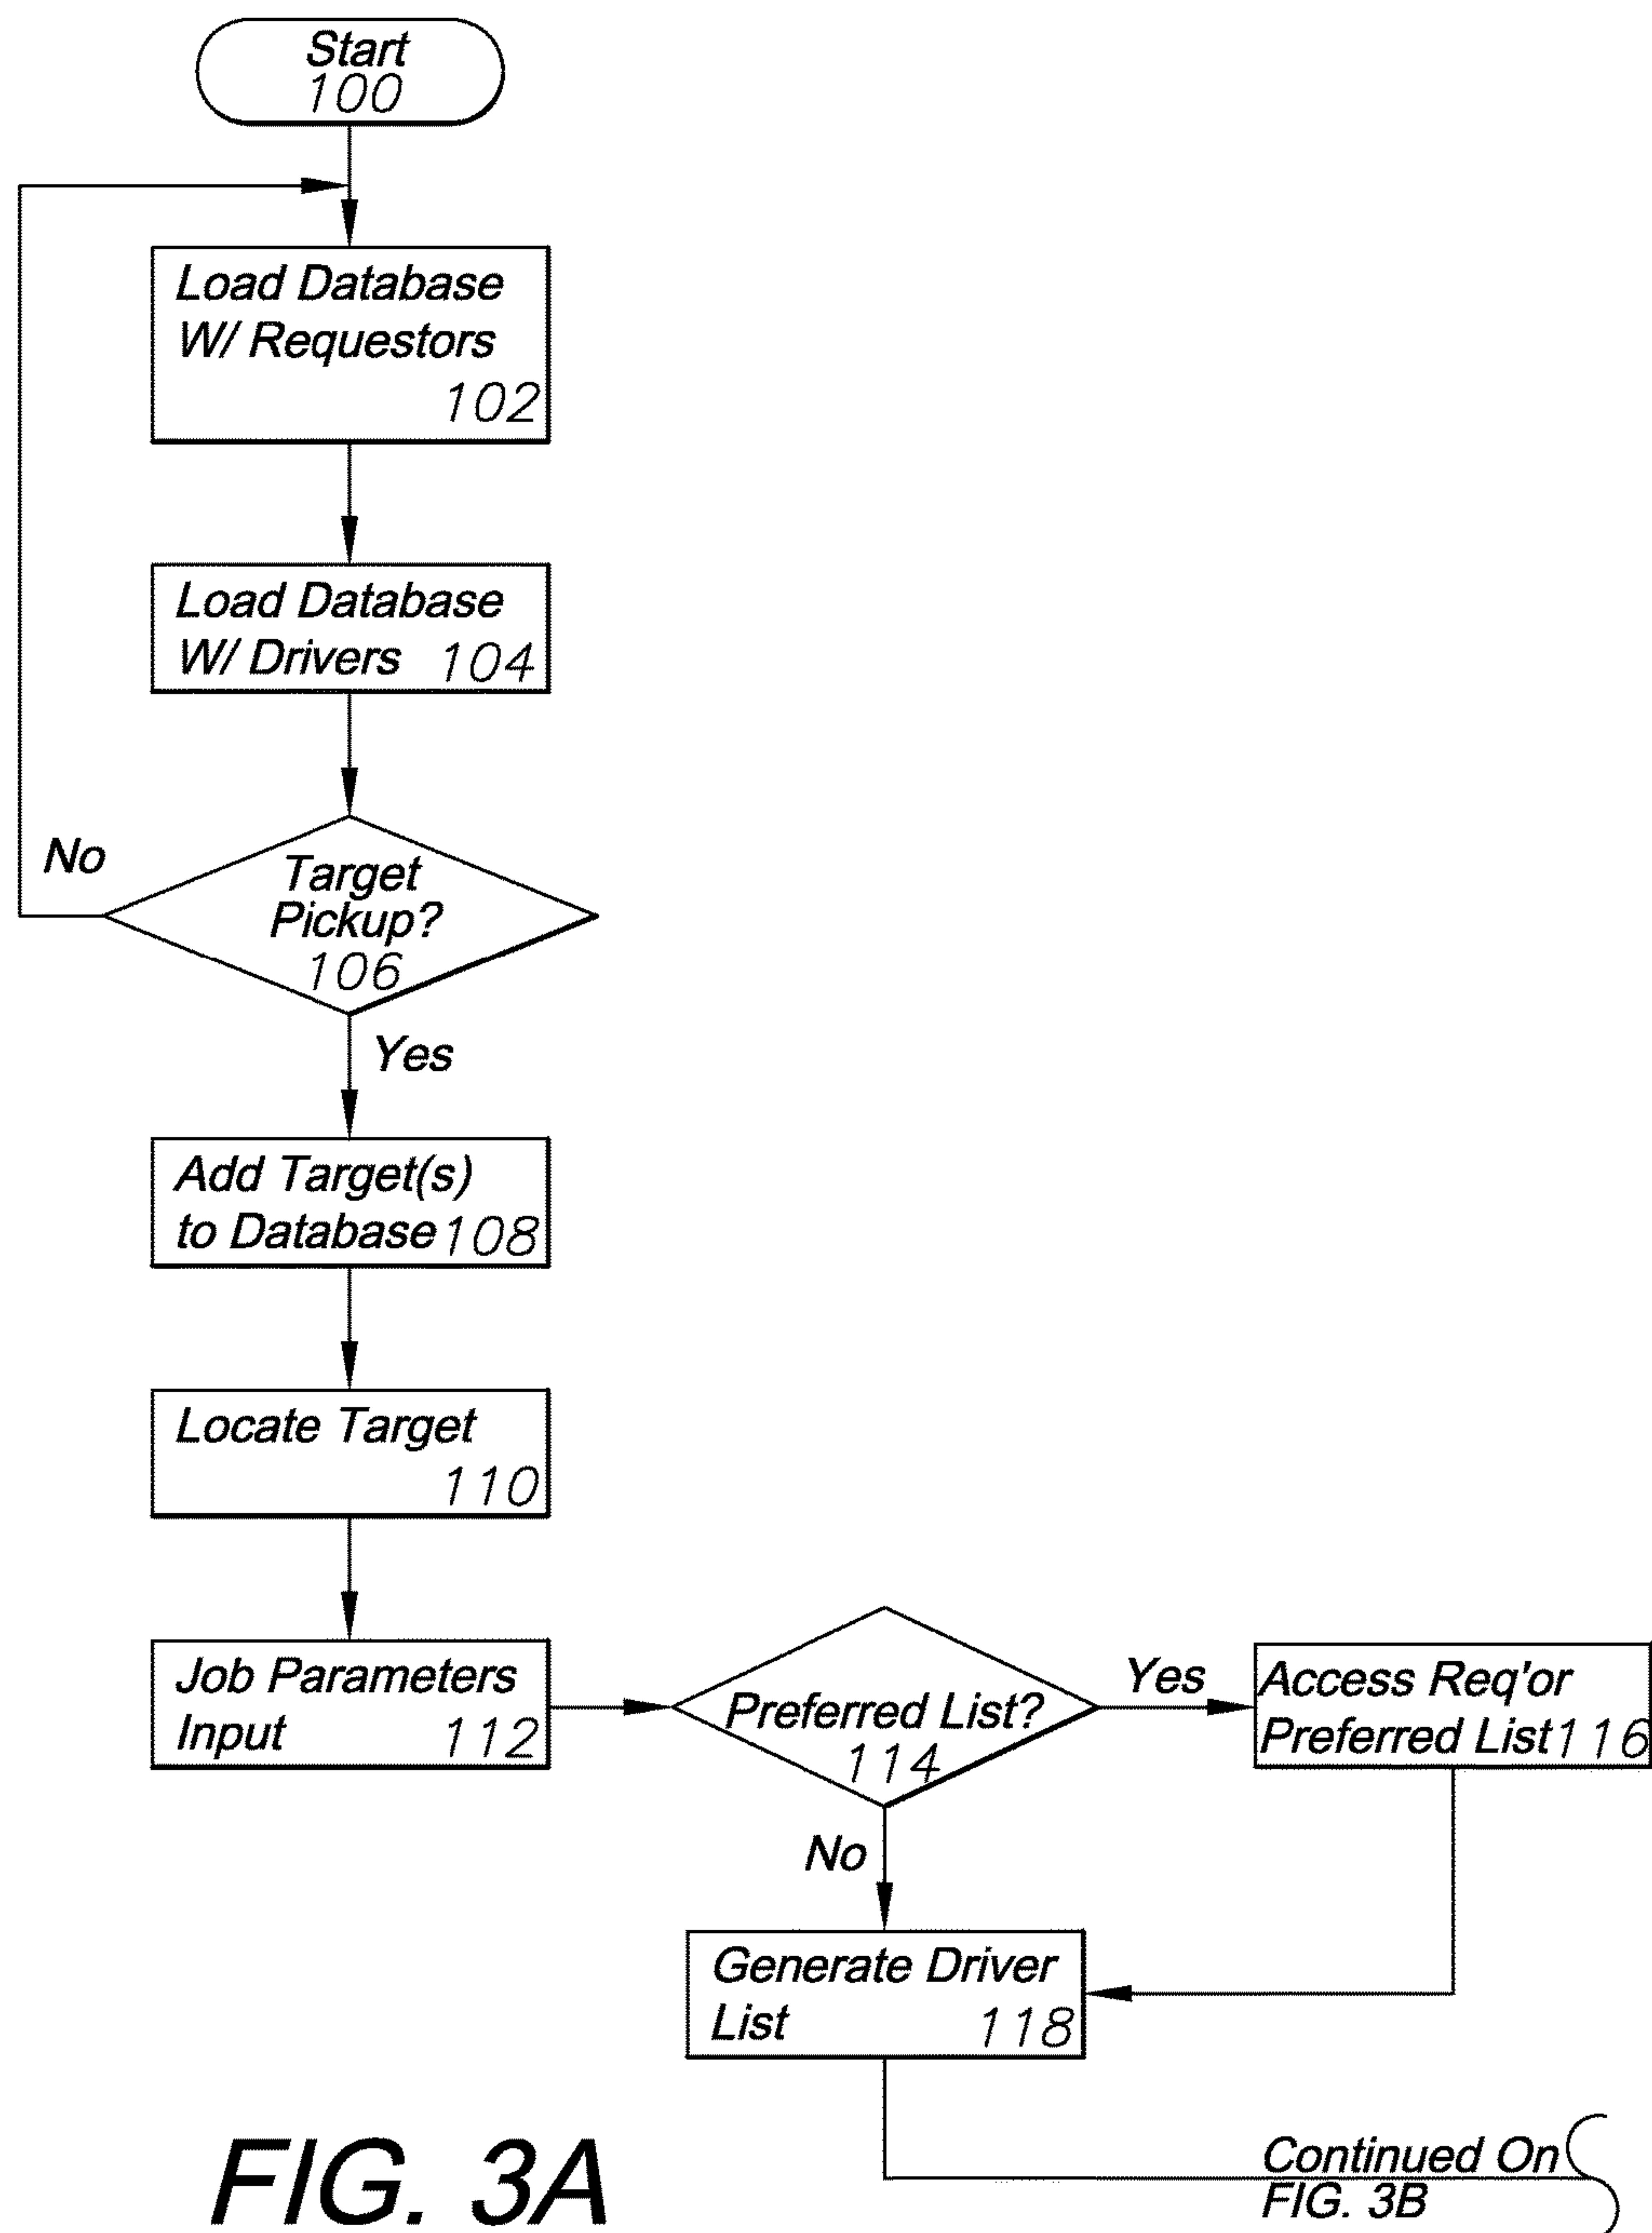 Start
100
Load Database
W/ Requestors
102
Load Database
W/ Drivers 104
No
Target
Pickup?
106
Yes
Add Target(s)
to Database 108
Locate Target
110
Job Parameters
Input 112
Preferred List?
114
Yes
Access Req'or
Preferred List 116
No
Generate Driver
List 118
Continued On
FIG. 3B
FIG. 3A